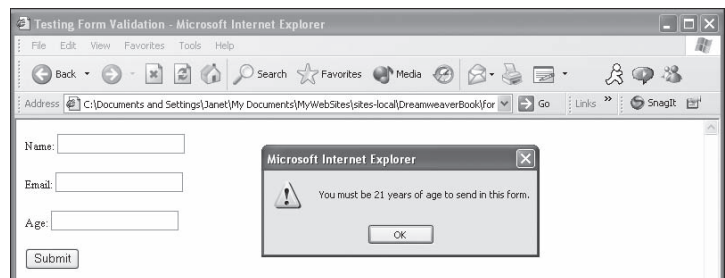 Testing Form Validation - Microsoft Internet Explorer
File Edit View Favorites Tools Help
Back Search Favorites Media
Address C:\Documents and Settings\Janet\My Documents\MyWebSites\sites-local\DreamweaverBook\for Go Links » SnagIt
Name:
Microsoft Internet Explorer
Email:
You must be 21 years of age to send in this form.
Age:
OK
Submit